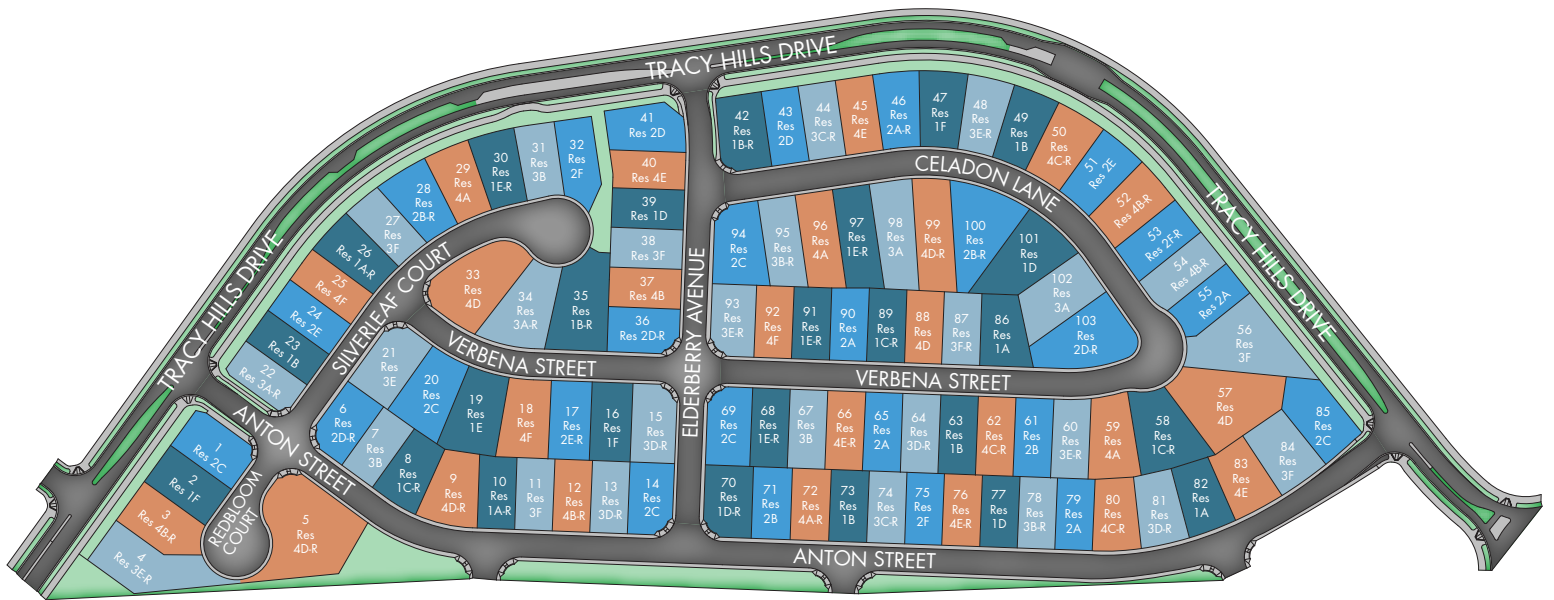 TRACY HILLS DRIVE
TRACY HILLS DRIVE
TRACY HILLS DRIVE
SILVERLEAF COURT
VERBENA STREET
VERBENA STREET
ELDERBERRY AVENUE
CELADON LANE
ANTON STREET
ANTON STREET
REDBLOOM
COURT
1
Res 2C
2
Res 1F
3
Res 4B-R
4
Res 3E-R
5
Res
4D-R
6
Res
2D-R
7
Res
3B
8
Res
1C-R
9
Res
4D-R
10
Res
1A-R
11
Res
3F
12
Res
4B-R
13
Res
3D-R
14
Res
2C
15
Res
3D-R
16
Res
1F
17
Res
2E-R
18
Res
4F
19
Res
1E
20
Res
2C
21
Res
3E
22
Res 3A-R
23
Res 1B
24
Res 2E
25
Res 4F
26
Res 1A-R
27
Res
3F
28
Res
2B-R
29
Res
4A
30
Res
1E-R
31
Res
3B
32
Res
2F
33
Res
4D
34
Res
3A-R
35
Res
1B-R
36
Res 2D-R
37
Res 4B
38
Res 3F
39
Res 1D
40
Res 4E
41
Res 2D
42
Res
1B-R
43
Res
2D
44
Res
3C-R
45
Res
4E
46
Res
2A-R
47
Res
1F
48
Res
3E-R
49
Res
1B
50
Res
4C-R
51
Res 2E
52
Res 4B-R
53
Res 2F-R
54
Res 4B-R
55
Res 2A
56
Res
3F
57
Res
4D
58
Res
1C-R
59
Res
4A
60
Res
3E-R
61
Res
2B
62
Res
4C-R
63
Res
1B
64
Res
3D-R
65
Res
2A
66
Res
4E-R
67
Res
3B
68
Res
1E-R
69
Res
2C
70
Res
1D-R
71
Res
2B
72
Res
4A-R
73
Res
1B
74
Res
3C-R
75
Res
2F
76
Res
4E-R
77
Res
1D
78
Res
3B-R
79
Res
2A
80
Res
4C-R
81
Res
3D-R
82
Res
1A
83
Res
4E
84
Res
3F
85
Res
2C
86
Res
1A
87
Res
3F-R
88
Res
4D
89
Res
1C-R
90
Res
2A
91
Res
1E-R
92
Res
4F
93
Res
3E-R
94
Res
2C
95
Res
3B-R
96
Res
4A
97
Res
1E-R
98
Res
3A
99
Res
4D-R
100
Res
2B-R
101
Res
1D
102
Res
3A
103
Res
2D-R